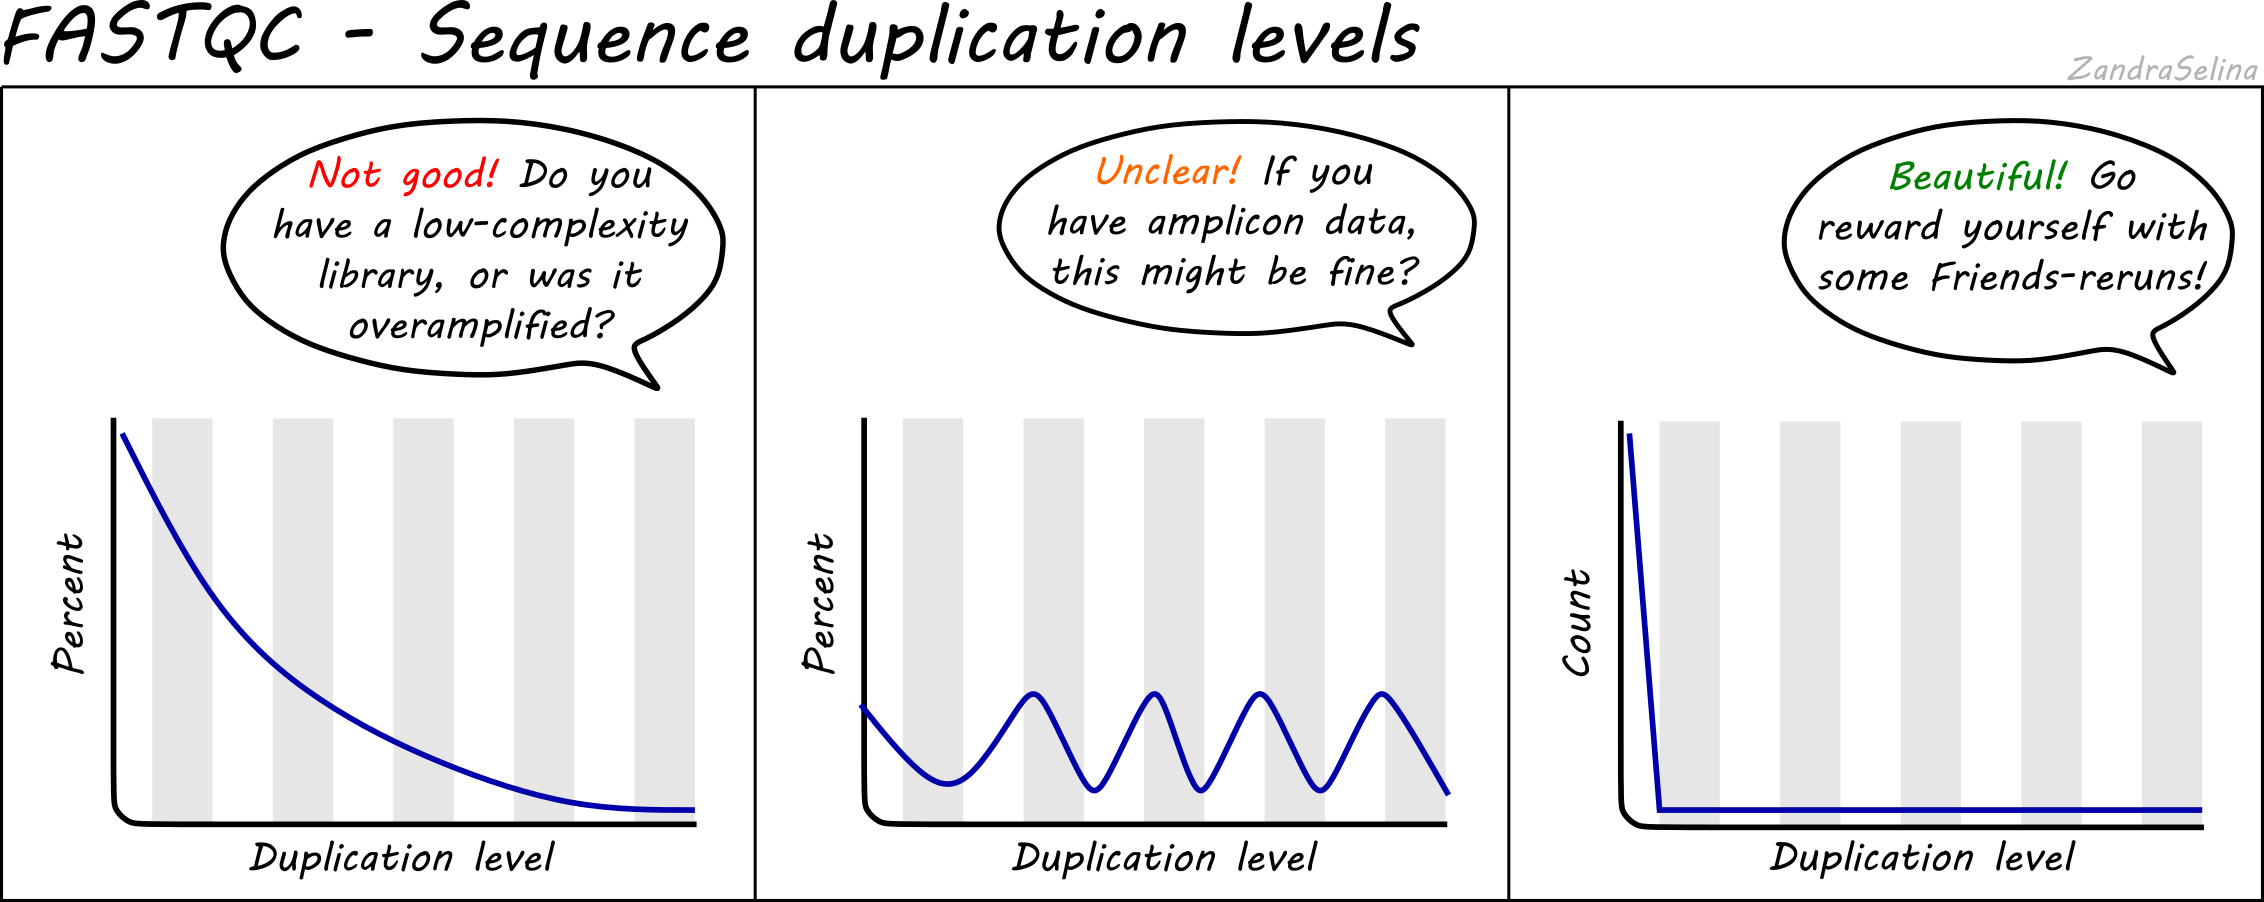 FASTQC - Sequence duplication levels
ZandraSelina
Not good! Do you
have a low-complexity
library, or was it
overamplified?
Percent
Duplication level
Unclear! If you
have amplicon data,
this might be fine?
Percent
Duplication level
Beautiful! Go
reward yourself with
some Friends-reruns!
Count
Duplication level